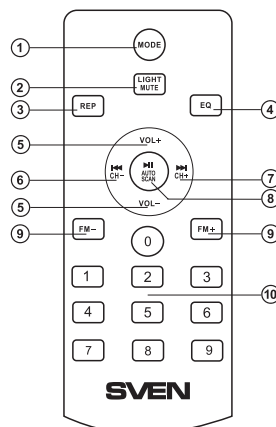 1 MODE
2 LIGHT MUTE
3 REP EQ 4
5 VOL+
6 CH− AUTO SCAN CH+ 7
8
5 VOL−
9 FM− FM+ 9
0
1 2 3
10
4 5 6
7 8 9
SVEN